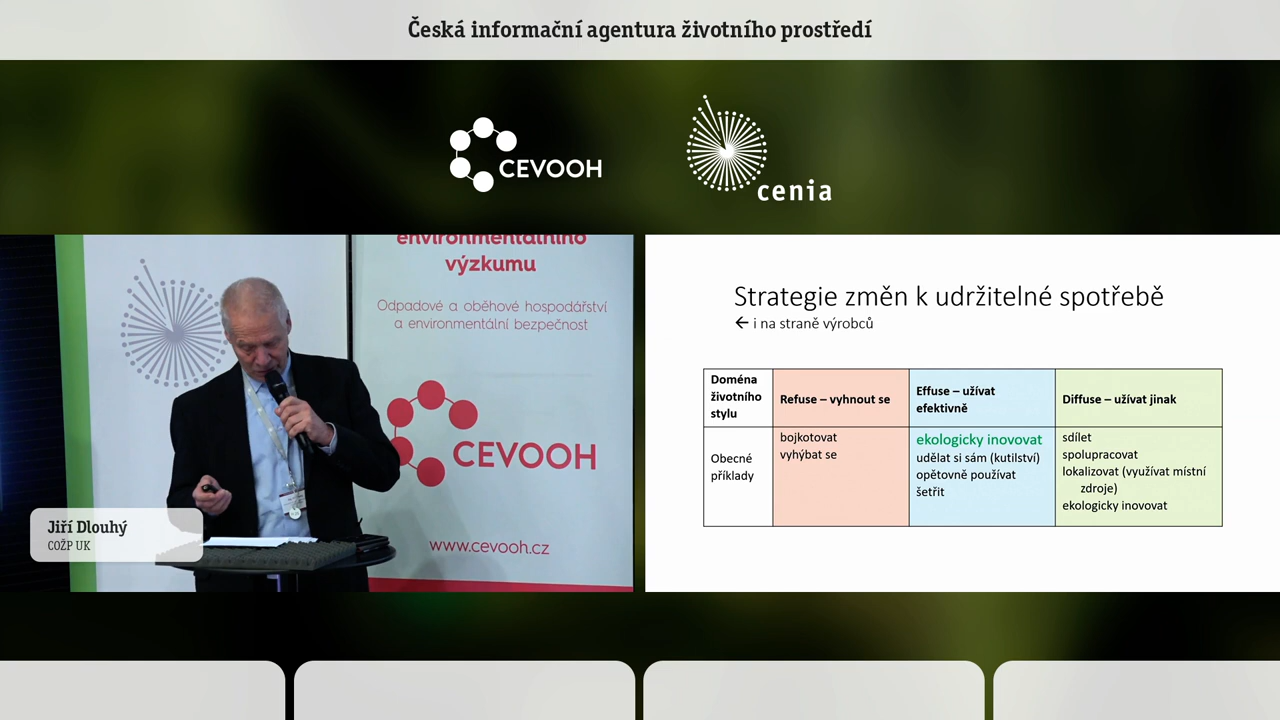 Česká informační agentura životního prostředí
CEVOOH
cenia
environmentálního
výzkumu
Odpadové a oběhové hospodářství
a environmentální bezpečnost
CEVOOH
www.cevooh.cz
Jiří Dlouhý
COŽP UK
Strategie změn k udržitelné spotřebě
← i na straně výrobců
Doména
životního
stylu
Refuse – vyhnout se
Effuse – užívat
efektivně
Diffuse – užívat jinak
Obecné
příklady
bojkotovat
vyhýbat se
ekologicky inovovat
udělat si sám (kutilství)
opětovně používat
šetřit
sdílet
spolupracovat
lokalizovat (využívat místní
zdroje)
ekologicky inovovat